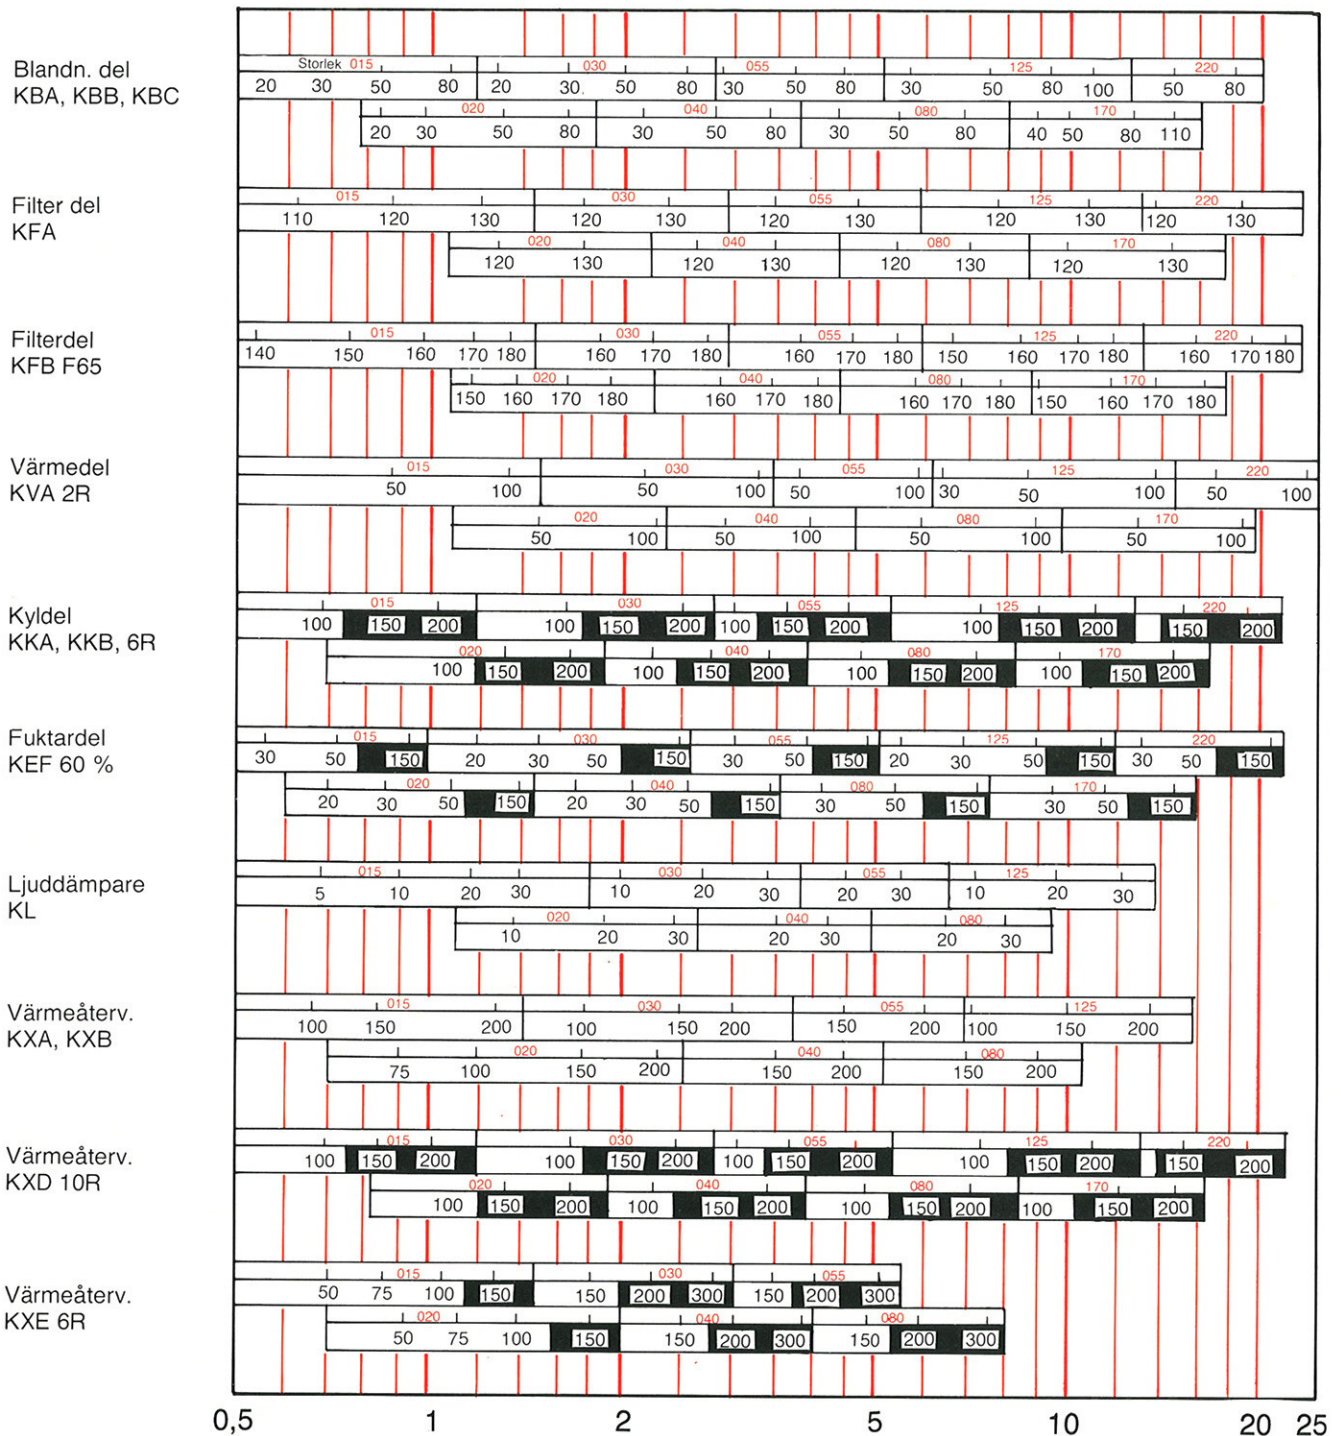 Blandn. del
KBA, KBB, KBC
Storlek 015 030 055 125 220
20 30 50 80 20 30 50 80 30 50 80 30 50 80 100 50 80
020 040 080 170
20 30 50 80 30 50 80 30 50 80 40 50 80 110
Filter del
KFA
015 030 055 125 220
110 120 130 120 130 120 130 120 130 120 130
020 040 080 170
120 130 120 130 120 130 120 130
Filterdel
KFB F65
015 030 055 125 220
140 150 160 170 180 160 170 180 160 170 180 150 160 170 180 160 170 180
020 040 080 170
150 160 170 180 160 170 180 160 170 180 150 160 170 180
Värmedel
KVA 2R
015 030 055 125 220
50 100 50 100 50 100 30 50 100 50 100
020 040 080 170
50 100 50 100 50 100 50 100
Kyldel
KKA, KKB, 6R
015 030 055 125 220
100 150 200 100 150 200 100 150 200 100 150 200 150 200
020 040 080 170
100 150 200 100 150 200 100 150 200 100 150 200
Fuktardel
KEF 60 %
015 030 055 125 220
30 50 150 20 30 50 150 30 50 150 20 30 50 150 30 50 150
020 040 080 170
20 30 50 150 20 30 50 150 30 50 150 30 50 150
Ljuddämpare
KL
015 030 055 125
5 10 20 30 10 20 30 20 30 10 20 30
020 040 080
10 20 30 20 30 20 30
Värmeåterv.
KXA, KXB
015 030 055 125
100 150 200 100 150 200 150 200 100 150 200
020 040 080
75 100 150 200 150 200 150 200
Värmeåterv.
KXD 10R
015 030 055 125 220
100 150 200 100 150 200 100 150 200 100 150 200 150 200
020 040 080 170
100 150 200 100 150 200 100 150 200 100 150 200
Värmeåterv.
KXE 6R
015 030 055
50 75 100 150 150 200 300 150 200 300
020 040 080
50 75 100 150 150 200 300 150 200 300
0,5 1 2 5 10 20 25